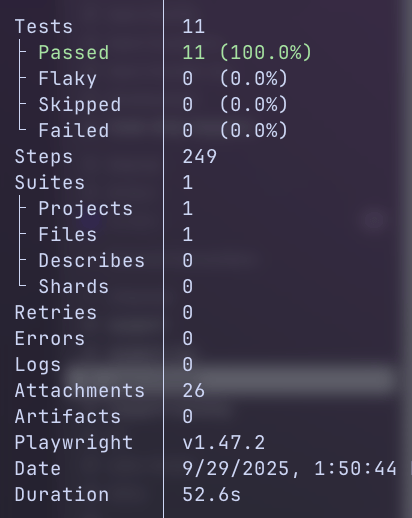 Tests 11
Passed 11 (100.0%)
Flaky 0 (0.0%)
Skipped 0 (0.0%)
Failed 0 (0.0%)
Steps 249
Suites 1
Projects 1
Files 1
Describes 0
Shards 0
Retries 0
Errors 0
Logs 0
Attachments 26
Artifacts 0
Playwright v1.47.2
Date 9/29/2025, 1:50:44
Duration 52.6s